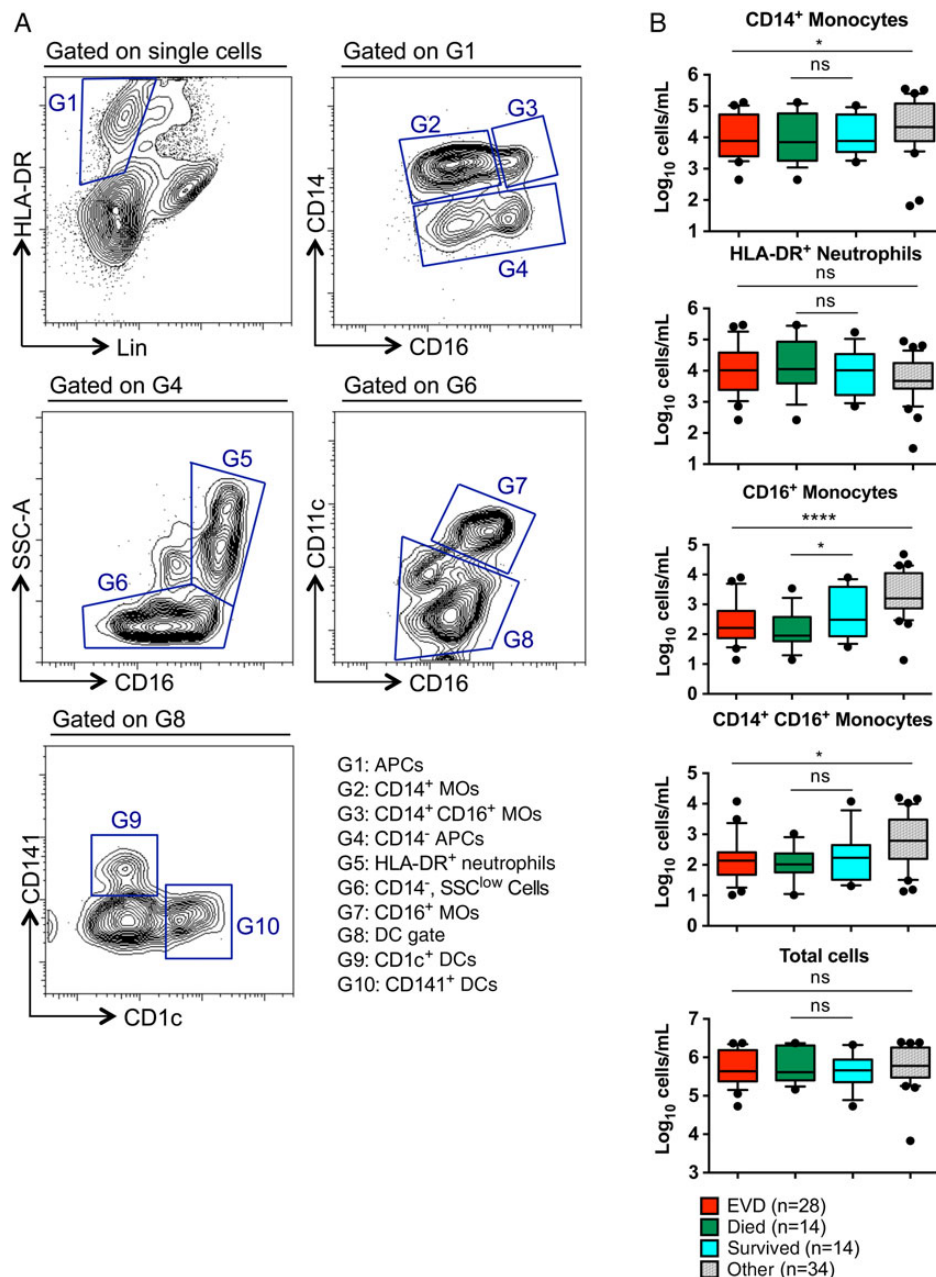 A
Gated on single cells
G1
HLA-DR
Lin
Gated on G1
G2
G3
G4
CD14
CD16
Gated on G4
G5
G6
SSC-A
CD16
Gated on G6
G7
G8
CD11c
CD16
Gated on G8
G9
G10
CD141
CD1c
G1: APCs
G2: CD14⁺ MOs
G3: CD14⁺ CD16⁺ MOs
G4: CD14⁻ APCs
G5: HLA-DR⁺ neutrophils
G6: CD14⁻, SSCˡᵒʷ Cells
G7: CD16⁺ MOs
G8: DC gate
G9: CD1c⁺ DCs
G10: CD141⁺ DCs
B
CD14⁺ Monocytes
*
ns
Log₁₀ cells/mL
6
5
4
3
2
1
HLA-DR⁺ Neutrophils
ns
ns
Log₁₀ cells/mL
6
5
4
3
2
1
CD16⁺ Monocytes
****
*
Log₁₀ cells/mL
5
4
3
2
1
0
CD14⁺ CD16⁺ Monocytes
*
ns
Log₁₀ cells/mL
5
4
3
2
1
0
Total cells
ns
ns
Log₁₀ cells/mL
7
6
5
4
3
EVD (n=28)
Died (n=14)
Survived (n=14)
Other (n=34)